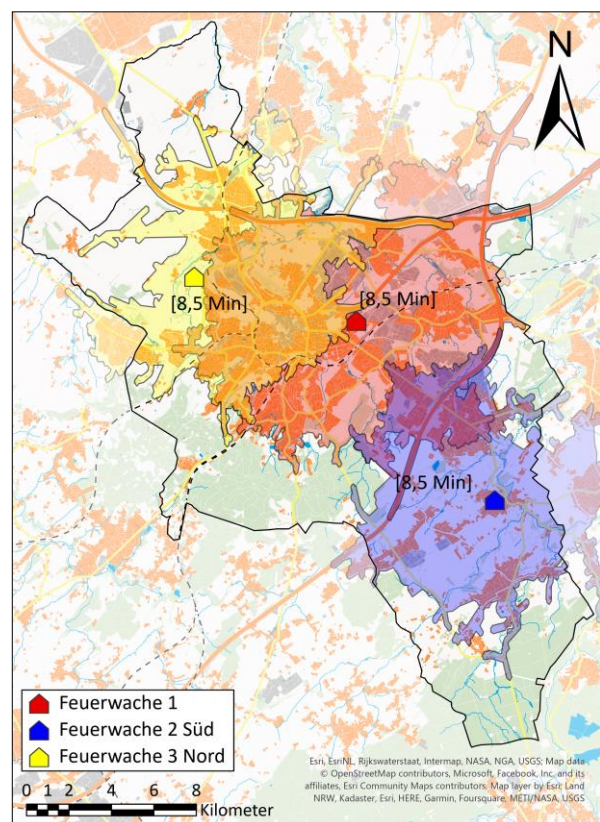 N
[8,5 Min]
[8,5 Min]
[8,5 Min]
Feuerwache 1
Feuerwache 2 Süd
Feuerwache 3 Nord
0 2 4 6 8
Kilometer
Esri, EsriNL, Rijkswaterstaat, Intermap, NASA, NGA, USGS; Map data
© OpenStreetMap contributors, Microsoft, Facebook, Inc. and its
affiliates, Esri Community Maps contributors, Map layer by Esri; Land
NRW, Kadaster, Esri, HERE, Garmin, Foursquare, METI/NASA, USGS